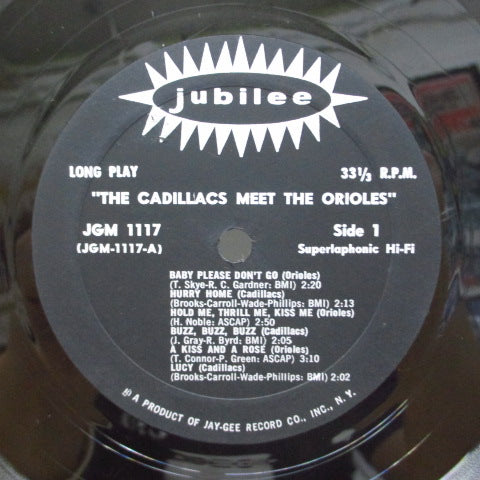 jubilee
LONG PLAY 33⅓ R.P.M.
"THE CADILLACS MEET THE ORIOLES"
JGM 1117 Side 1
(JGM-1117-A) Superlaphonic Hi-Fi
BABY PLEASE DON'T GO (Orioles)
(T. Skye-R. C. Gardner: BMI) 2:20
HURRY HOME (Cadillacs)
(Brooks-Carroll-Wade-Phillips: BMI) 2:13
HOLD ME, THRILL ME, KISS ME (Orioles)
(H. Noble: ASCAP) 2:50
BUZZ, BUZZ, BUZZ (Cadillacs)
(J. Gray-R. Byrd: BMI) 2:05
A KISS AND A ROSE (Orioles)
(T. Connor-P. Green: ASCAP) 3:10
LUCY (Cadillacs)
(Brooks-Carroll-Wade-Phillips: BMI) 2:02
A PRODUCT OF JAY-GEE RECORD CO., INC., N. Y.